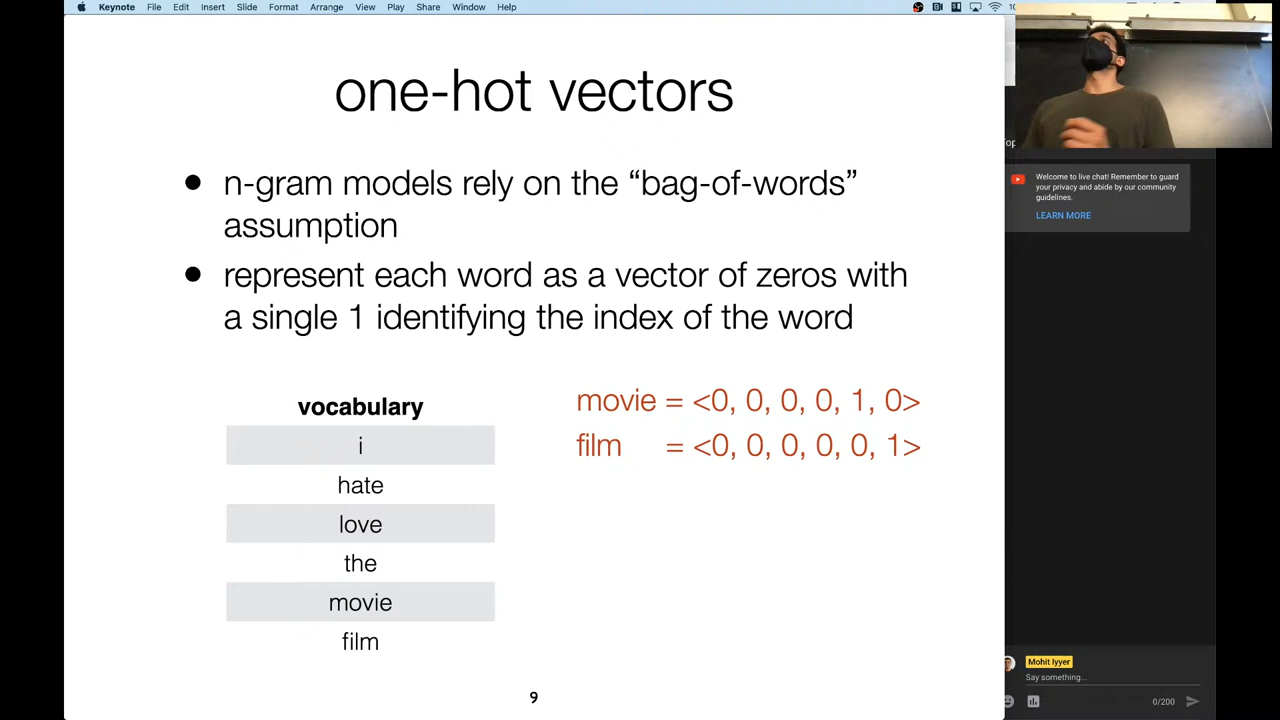 Keynote File Edit Insert Slide Format Arrange View Play Share Window Help
one-hot vectors
• n-gram models rely on the “bag-of-words”
assumption
• represent each word as a vector of zeros with
a single 1 identifying the index of the word
vocabulary
i
hate
love
the
movie
film
movie = <0, 0, 0, 0, 1, 0>
film = <0, 0, 0, 0, 0, 1>
9
Welcome to live chat! Remember to guard
your privacy and abide by our community
guidelines.
LEARN MORE
Mohit Iyyer
Say something...
0/200